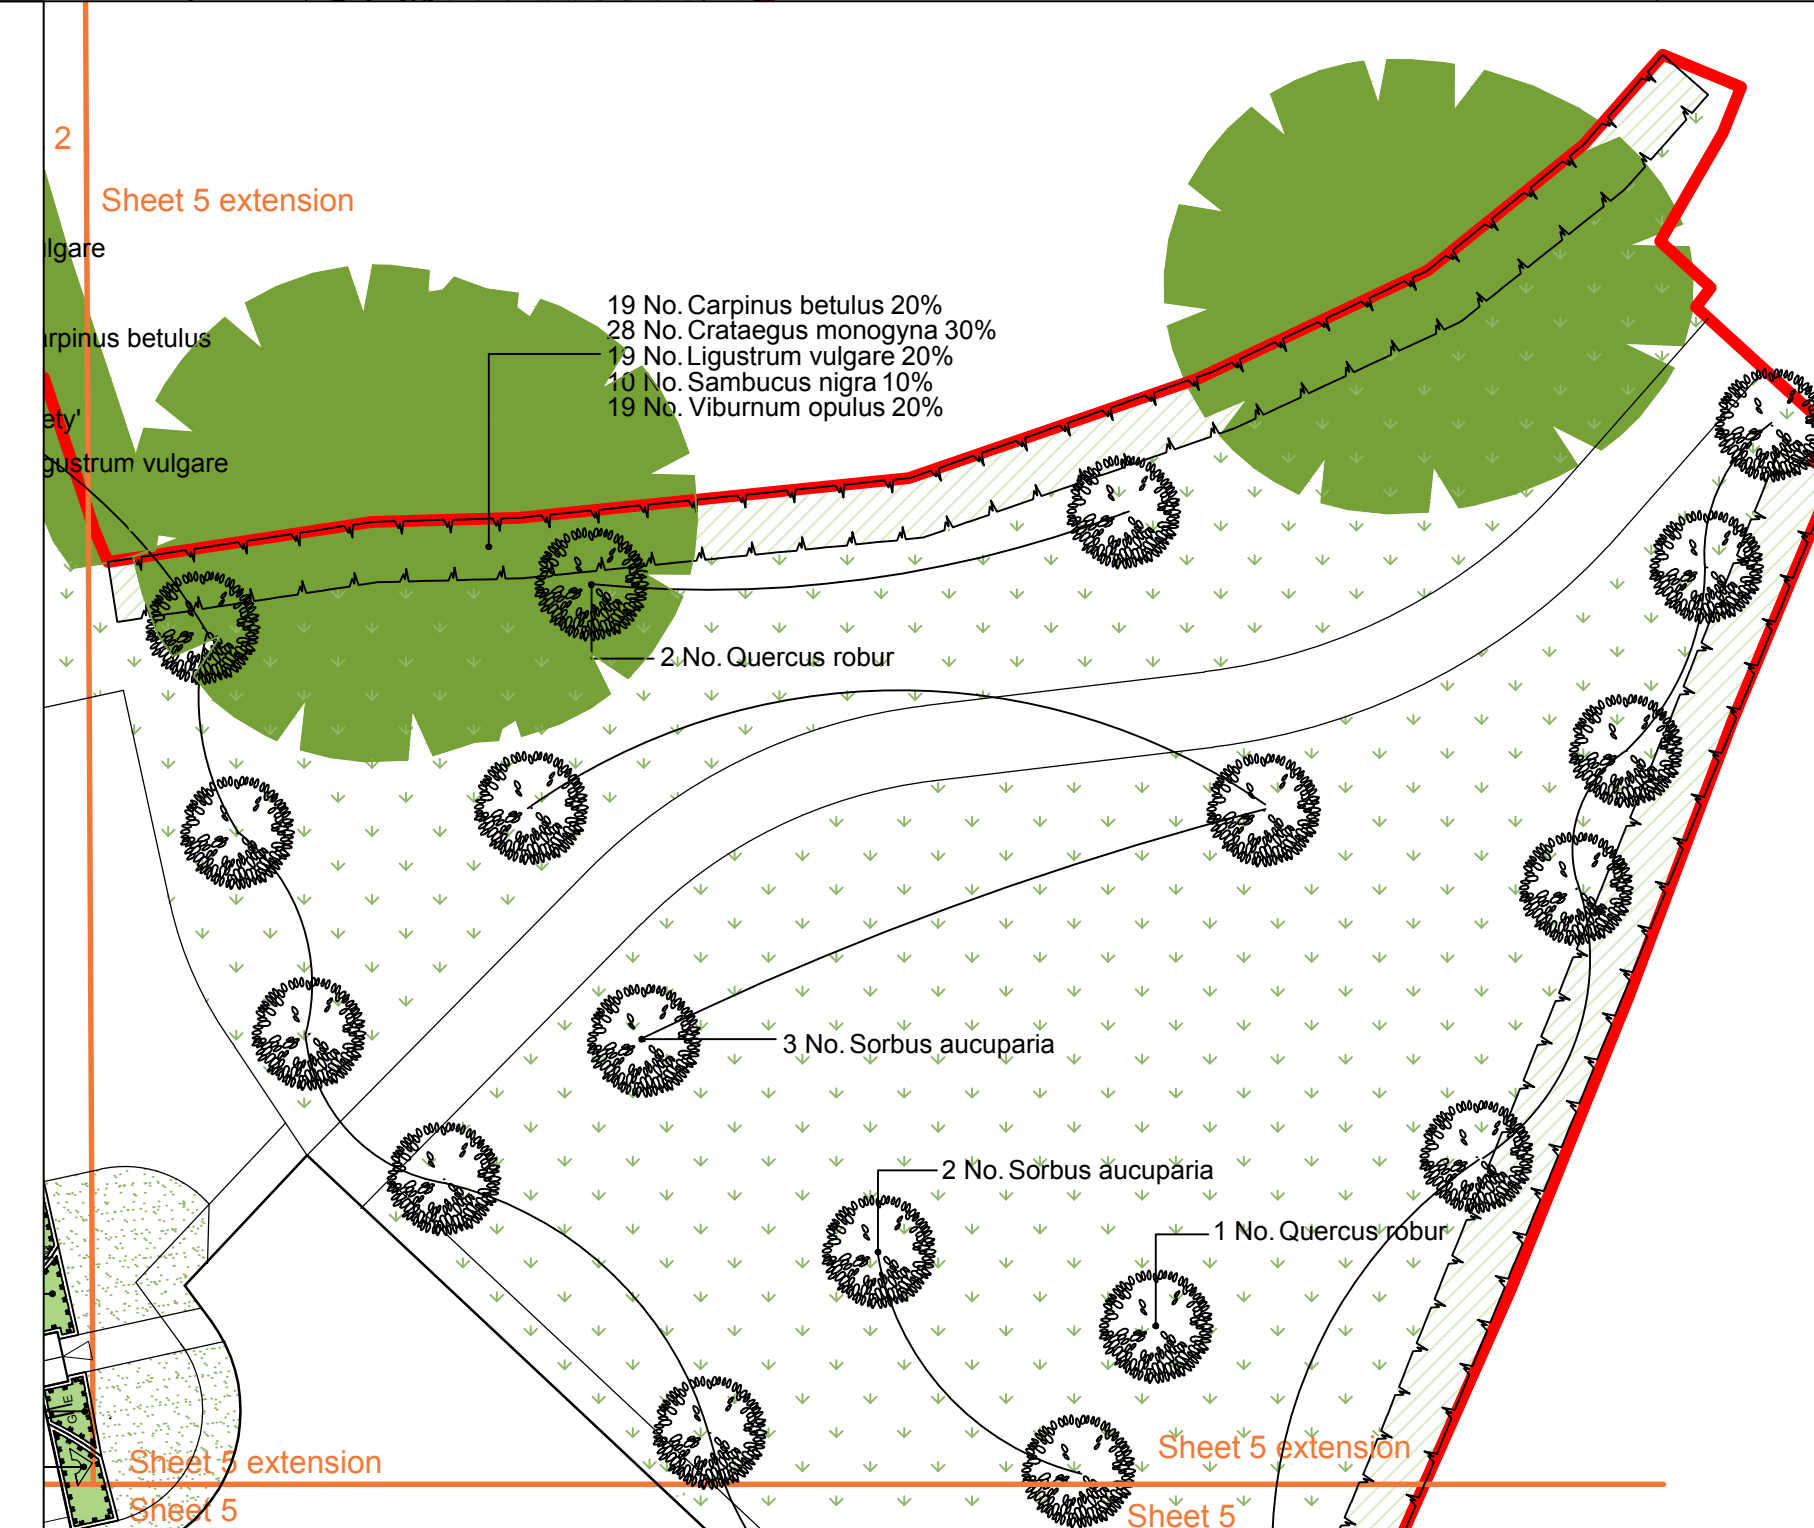 2
Sheet 5 extension
lgare
rpinus betulus
ety'
gustrum vulgare
19 No. Carpinus betulus 20%
28 No. Crataegus monogyna 30%
19 No. Ligustrum vulgare 20%
10 No. Sambucus nigra 10%
19 No. Viburnum opulus 20%
2 No. Quercus robur
3 No. Sorbus aucuparia
2 No. Sorbus aucuparia
1 No. Quercus robur
Sheet 5 extension
Sheet 5
Sheet 5 extension
Sheet 5